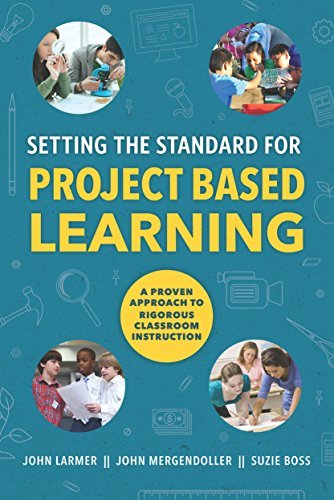 SETTING THE STANDARD FOR
PROJECT BASED
LEARNING
A PROVEN
APPROACH TO
RIGOROUS
CLASSROOM
INSTRUCTION
JOHN LARMER || JOHN MERGENDOLLER || SUZIE BOSS